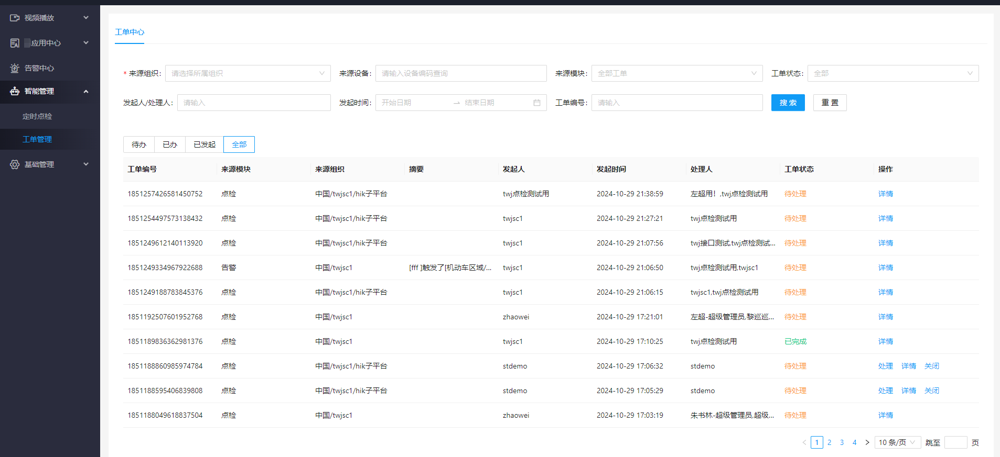 视频播放
应用中心
告警中心
智能管理
定时点检
工单管理
基础管理
工单中心
* 来源组织: 请选择所属组织 来源设备: 请输入设备编码查询 来源模块: 全部工单 工单状态: 全部
发起人/处理人: 请输入 发起时间: 开始日期 → 结束日期 工单编号: 请输入 搜 索 重 置
待办 已办 已发起 全部
工单编号 来源模块 来源组织 摘要 发起人 发起时间 处理人 工单状态 操作
1851257426581450752 点检 中国/twjsc1/hik子平台 twj点检测试用 2024-10-29 21:38:59 左超用！,twj点检测试用 待处理 详情
1851254497573138432 点检 中国/twjsc1/hik子平台 twjsc1 2024-10-29 21:27:21 twj点检测试用 待处理 详情
1851249612140113920 点检 中国/twjsc1/hik子平台 twjsc1 2024-10-29 21:07:56 twj接口测试,twj点检测试... 待处理 详情
1851249334967922688 告警 中国/twjsc1 [fff ]触发了[机动车区域/... twjsc1 2024-10-29 21:06:50 twj点检测试用,twjsc1 待处理 详情
1851249188783845376 点检 中国/twjsc1/hik子平台 twjsc1 2024-10-29 21:06:15 twjsc1,twj点检测试用 待处理 详情
1851192507601952768 点检 中国/twjsc1 zhaowei 2024-10-29 17:21:01 左超-超级管理员,黎巡巡... 待处理 详情
1851189836362981376 点检 中国/twjsc1 twjsc1 2024-10-29 17:10:25 twj点检测试用 已完成 详情
1851188860985974784 点检 中国/twjsc1/hik子平台 stdemo 2024-10-29 17:06:32 stdemo 待处理 处理 详情 关闭
1851188595406839808 点检 中国/twjsc1/hik子平台 stdemo 2024-10-29 17:05:29 stdemo 待处理 处理 详情 关闭
1851188049618837504 点检 中国/twjsc1 zhaowei 2024-10-29 17:03:19 朱书林-超级管理员,超级... 待处理 详情
< 1 2 3 4 > 10 条/页 跳至 页